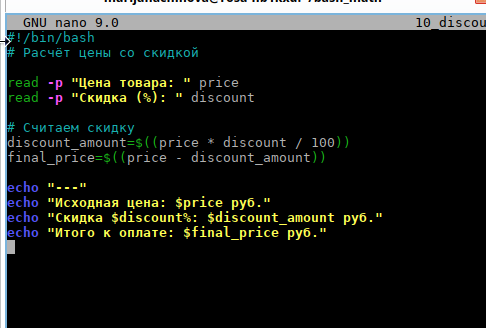 GNU nano 9.0 10_discou
#!/bin/bash
# Расчёт цены со скидкой
read -p "Цена товара: " price
read -p "Скидка (%): " discount
# Считаем скидку
discount_amount=$((price * discount / 100))
final_price=$((price - discount_amount))
echo "---"
echo "Исходная цена: $price руб."
echo "Скидка $discount%: $discount_amount руб."
echo "Итого к оплате: $final_price руб."